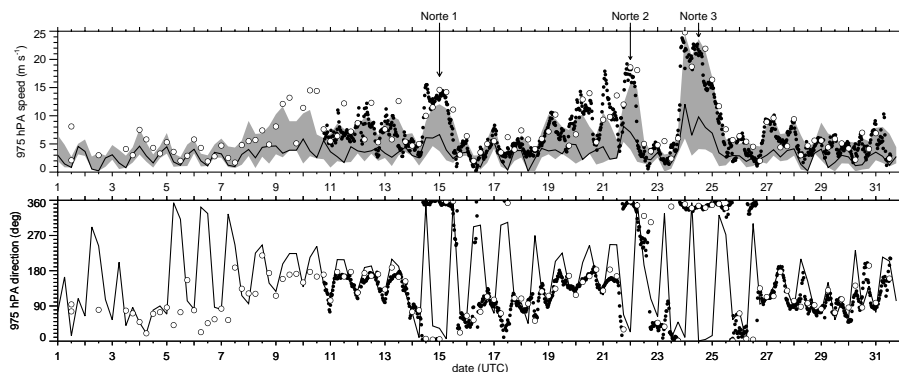 Norte 1 Norte 2 Norte 3
25
20
15
10
5
0
975 hPA speed (m s⁻¹)
1 3 5 7 9 11 13 15 17 19 21 23 25 27 29 31
360
270
180
90
0
975 hPA direction (deg)
1 3 5 7 9 11 13 15 17 19 21 23 25 27 29 31
date (UTC)